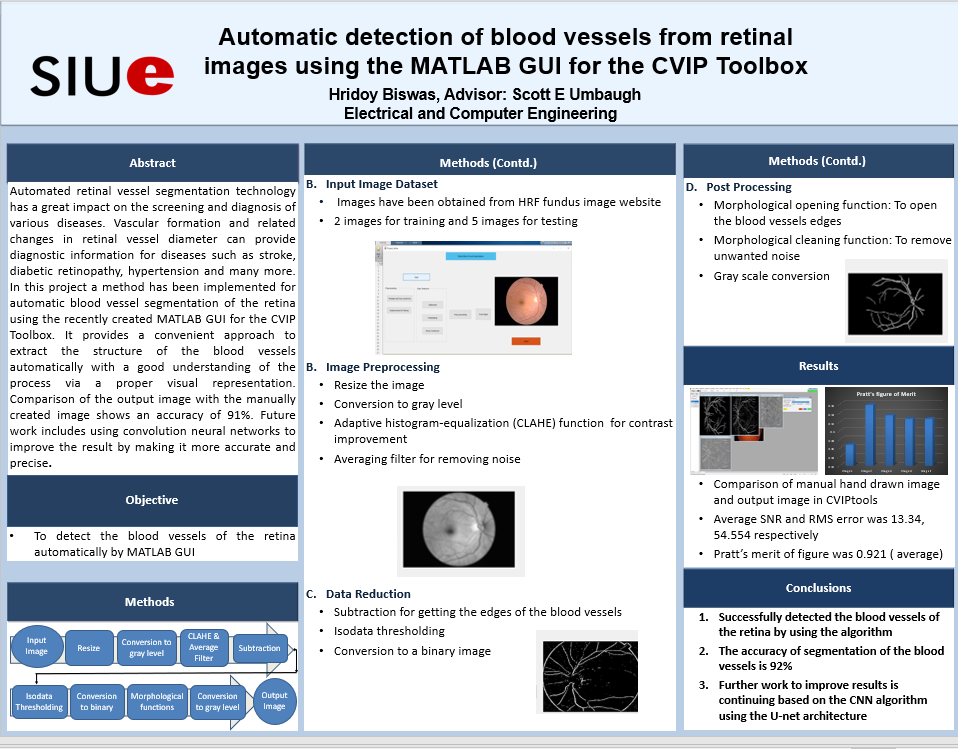 SIUe
Automatic detection of blood vessels from retinal
images using the MATLAB GUI for the CVIP Toolbox
Hridoy Biswas, Advisor: Scott E Umbaugh
Electrical and Computer Engineering
Abstract
Automated retinal vessel segmentation technology
has a great impact on the screening and diagnosis of
various diseases. Vascular formation and related
changes in retinal vessel diameter can provide
diagnostic information for diseases such as stroke,
diabetic retinopathy, hypertension and many more.
In this project a method has been implemented for
automatic blood vessel segmentation of the retina
using the recently created MATLAB GUI for the CVIP
Toolbox. It provides a convenient approach to
extract the structure of the blood vessels
automatically with a good understanding of the
process via a proper visual representation.
Comparison of the output image with the manually
created image shows an accuracy of 91%. Future
work includes using convolution neural networks to
improve the result by making it more accurate and
precise.
Objective
• To detect the blood vessels of the retina
automatically by MATLAB GUI
Methods
Input
Image
Resize
Conversion to
gray level
CLAHE &
Average
Filter
Subtraction
Isodata
Thresholding
Conversion
to binary
Morphological
functions
Conversion
to gray level
Output
Image
Methods (Contd.)
B. Input Image Dataset
• Images have been obtained from HRF fundus image website
• 2 images for training and 5 images for testing
B. Image Preprocessing
• Resize the image
• Conversion to gray level
• Adaptive histogram-equalization (CLAHE) function for contrast
improvement
• Averaging filter for removing noise
C. Data Reduction
• Subtraction for getting the edges of the blood vessels
• Isodata thresholding
• Conversion to a binary image
Methods (Contd.)
D. Post Processing
• Morphological opening function: To open
the blood vessels edges
• Morphological cleaning function: To remove
unwanted noise
• Gray scale conversion
Results
Pratt's figure of Merit
• Comparison of manual hand drawn image
and output image in CVIPtools
• Average SNR and RMS error was 13.34,
54.554 respectively
• Pratt's merit of figure was 0.921 ( average)
Conclusions
1. Successfully detected the blood vessels of
the retina by using the algorithm
2. The accuracy of segmentation of the blood
vessels is 92%
3. Further work to improve results is
continuing based on the CNN algorithm
using the U-net architecture